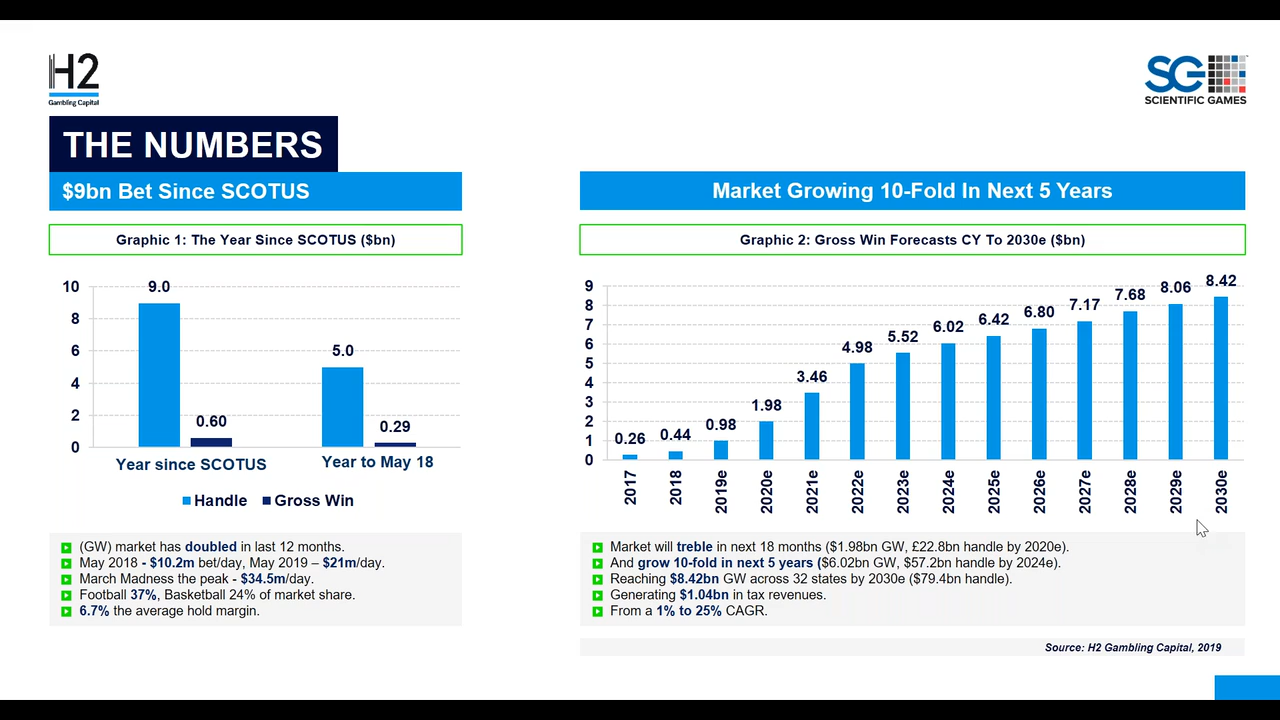 H2
Gambling Capital
SG
SCIENTIFIC GAMES
THE NUMBERS
$9bn Bet Since SCOTUS
Graphic 1: The Year Since SCOTUS ($bn)
10
8
6
4
2
0
9.0
0.60
5.0
0.29
Year since SCOTUS
Year to May 18
Handle Gross Win
(GW) market has doubled in last 12 months.
May 2018 - $10.2m bet/day, May 2019 – $21m/day.
March Madness the peak - $34.5m/day.
Football 37%, Basketball 24% of market share.
6.7% the average hold margin.
Market Growing 10-Fold In Next 5 Years
Graphic 2: Gross Win Forecasts CY To 2030e ($bn)
9
8
7
6
5
4
3
2
1
0
0.26
0.44
0.98
1.98
3.46
4.98
5.52
6.02
6.42
6.80
7.17
7.68
8.06
8.42
2017
2018
2019e
2020e
2021e
2022e
2023e
2024e
2025e
2026e
2027e
2028e
2029e
2030e
Market will treble in next 18 months ($1.98bn GW, £22.8bn handle by 2020e).
And grow 10-fold in next 5 years ($6.02bn GW, $57.2bn handle by 2024e).
Reaching $8.42bn GW across 32 states by 2030e ($79.4bn handle).
Generating $1.04bn in tax revenues.
From a 1% to 25% CAGR.
Source: H2 Gambling Capital, 2019